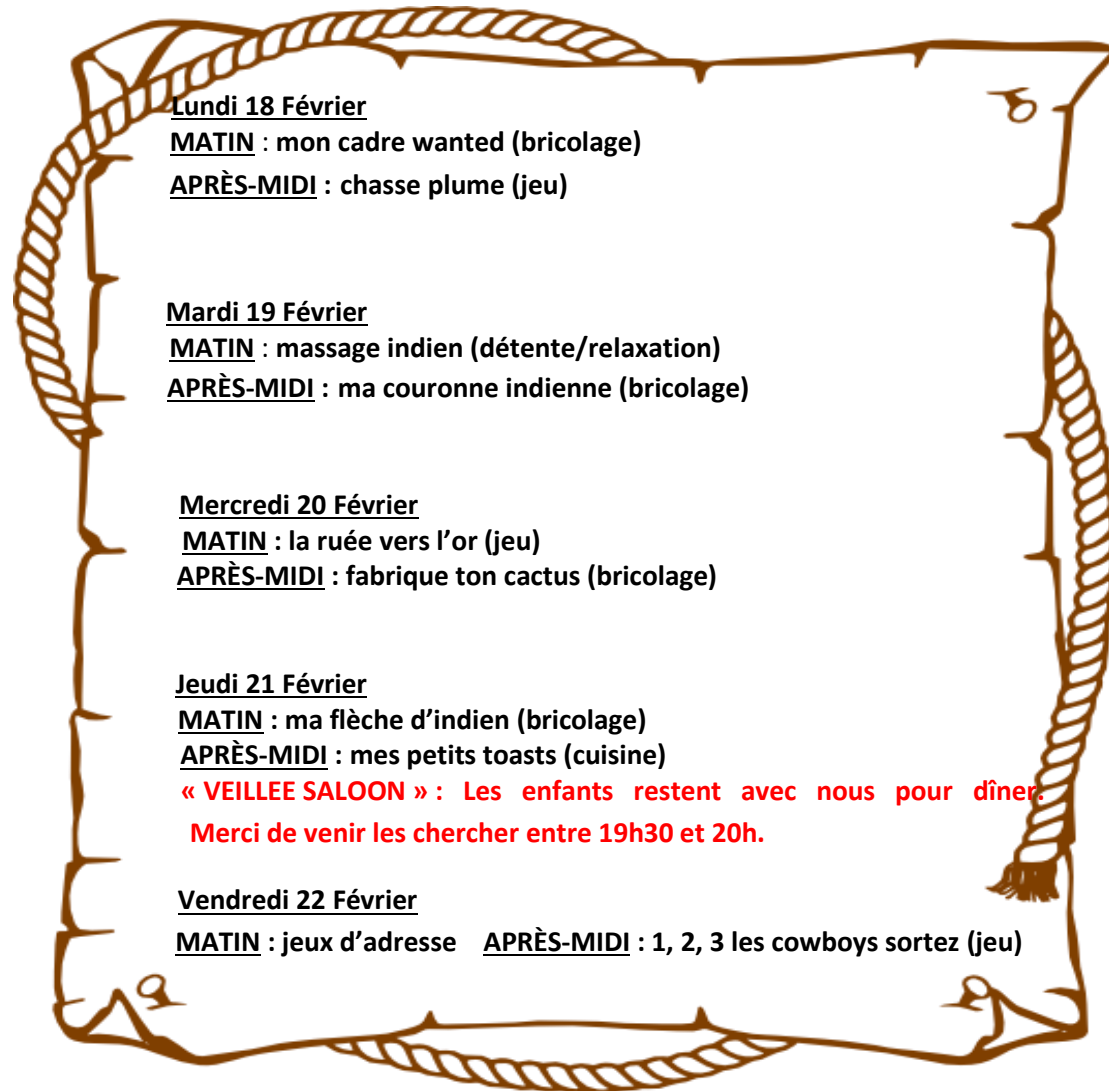 Lundi 18 Février
MATIN : mon cadre wanted (bricolage)
APRÈS-MIDI : chasse plume (jeu)
Mardi 19 Février
MATIN : massage indien (détente/relaxation)
APRÈS-MIDI : ma couronne indienne (bricolage)
Mercredi 20 Février
MATIN : la ruée vers l’or (jeu)
APRÈS-MIDI : fabrique ton cactus (bricolage)
Jeudi 21 Février
MATIN : ma flèche d’indien (bricolage)
APRÈS-MIDI : mes petits toasts (cuisine)
« VEILLEE SALOON » : Les enfants restent avec nous pour dîner.
Merci de venir les chercher entre 19h30 et 20h.
Vendredi 22 Février
MATIN : jeux d’adresse APRÈS-MIDI : 1, 2, 3 les cowboys sortez (jeu)